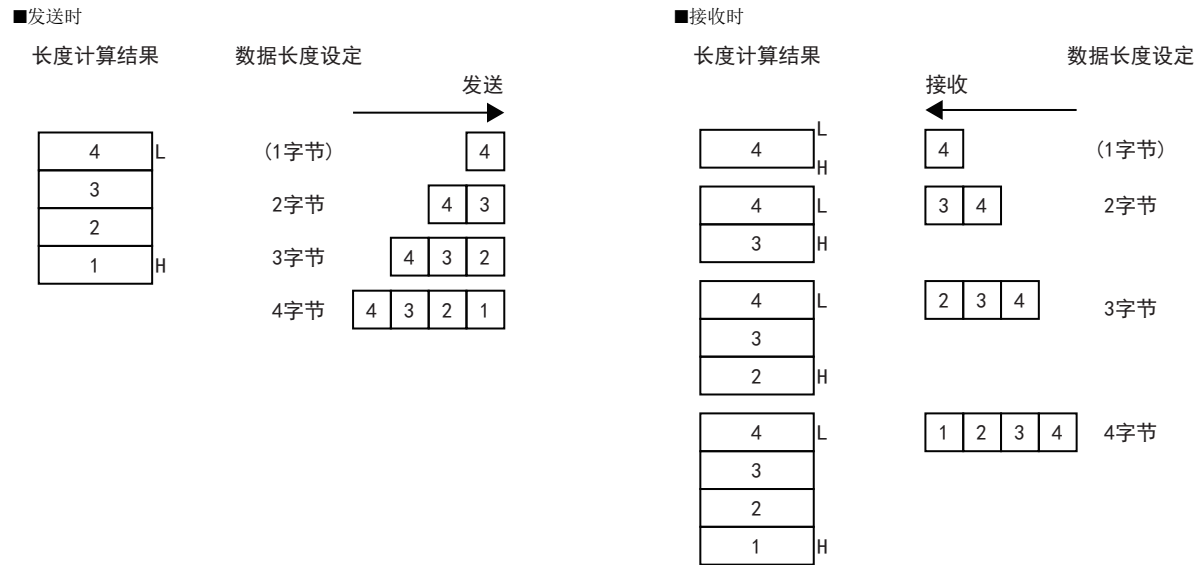 ■发送时
长度计算结果 数据长度设定
发送
4 L (1字节) 4
3
2 2字节 4 3
1 H 3字节 4 3 2
4字节 4 3 2 1
■接收时
长度计算结果 数据长度设定
接收
4 L H 4 (1字节)
4 L 3 4 2字节
3 H
4 L 2 3 4 3字节
3
2 H
4 L 1 2 3 4 4字节
3
2
1 H